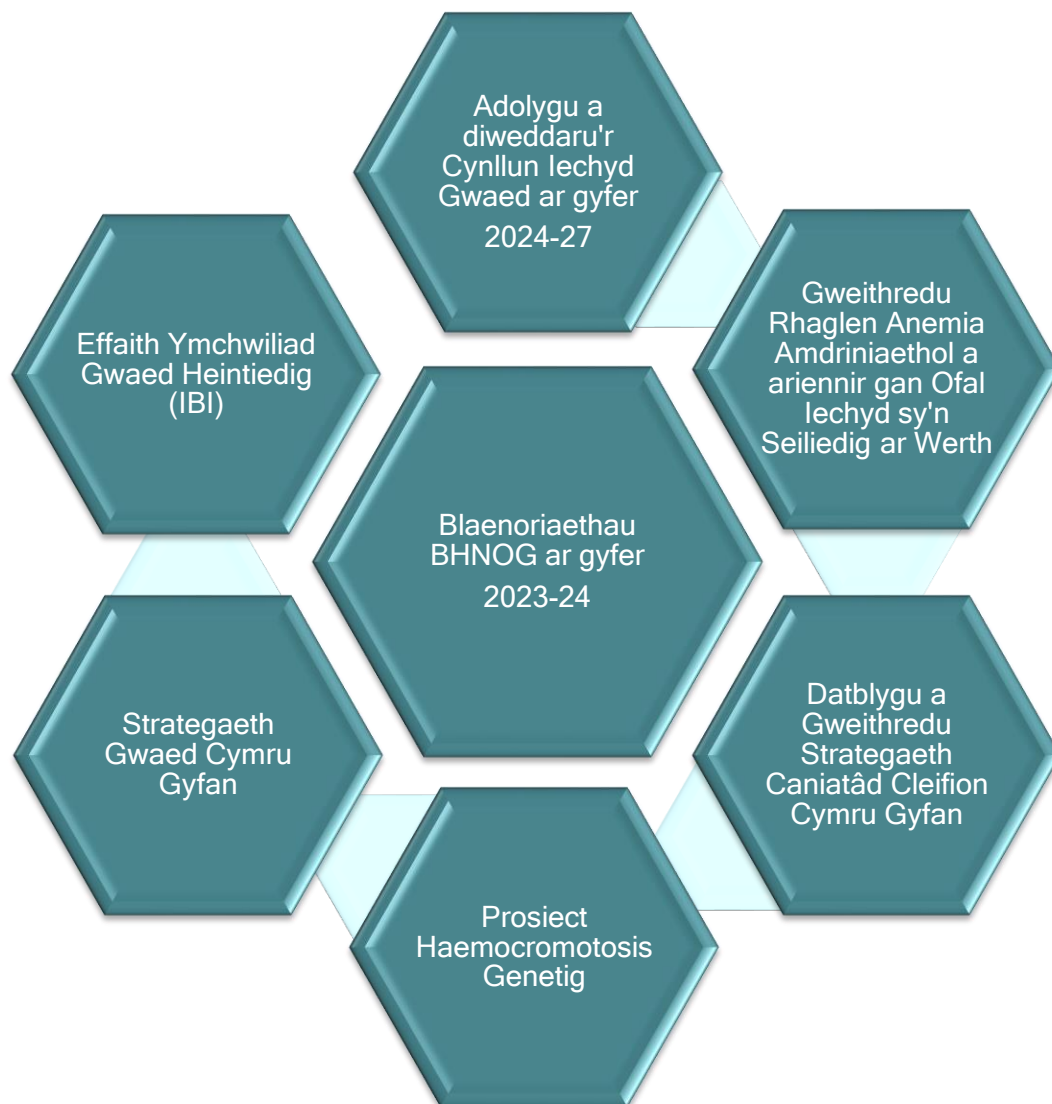 Adolygu a
diweddaru'r
Cynllun Iechyd
Gwaed ar gyfer
2024-27
Gweithredu
Rhaglen Anemia
Amdriniaethol a
ariennir gan Ofal
Iechyd sy'n
Seiliedig ar Werth
Effaith Ymchwiliad
Gwaed Heintiedig
(IBI)
Blaenoriaethau
BHNOG ar gyfer
2023-24
Datblygu a
Gweithredu
Strategaeth
Caniatâd Cleifion
Cymru Gyfan
Strategaeth
Gwaed Cymru
Gyfan
Prosiect
Haemocromotosis
Genetig